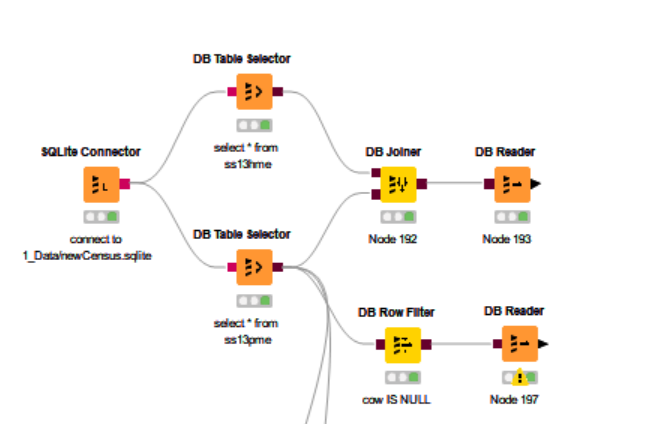 DB Table Selector
select * from
ss13hme
SQLite Connector
connect to
1_Data/newCensus.sqlite
DB Joiner
Node 192
DB Reader
Node 193
DB Table Selector
select * from
ss13pme
DB Row Filter
cow IS NULL
DB Reader
Node 197